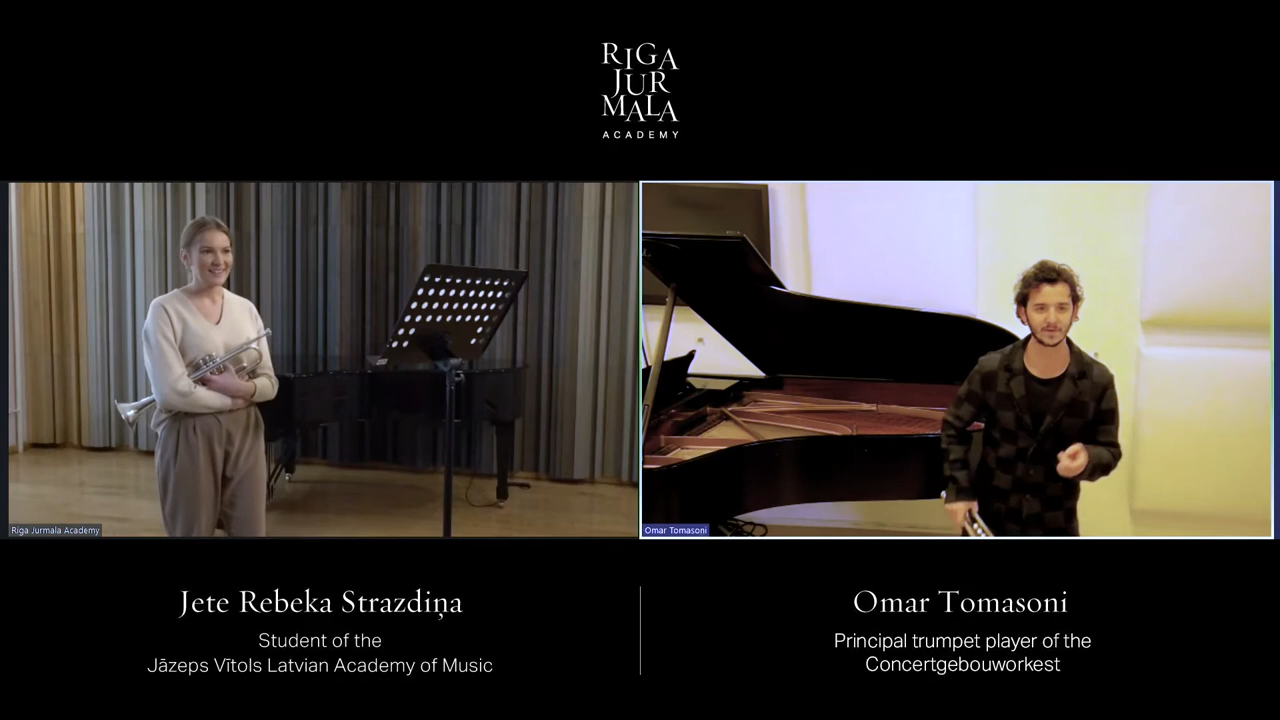 RIGA
JUR
MALA
ACADEMY
Riga Jurmala Academy
Omar Tomasoni
Jete Rebeka Strazdiņa
Student of the
Jāzeps Vītols Latvian Academy of Music
Omar Tomasoni
Principal trumpet player of the
Concertgebouworkest